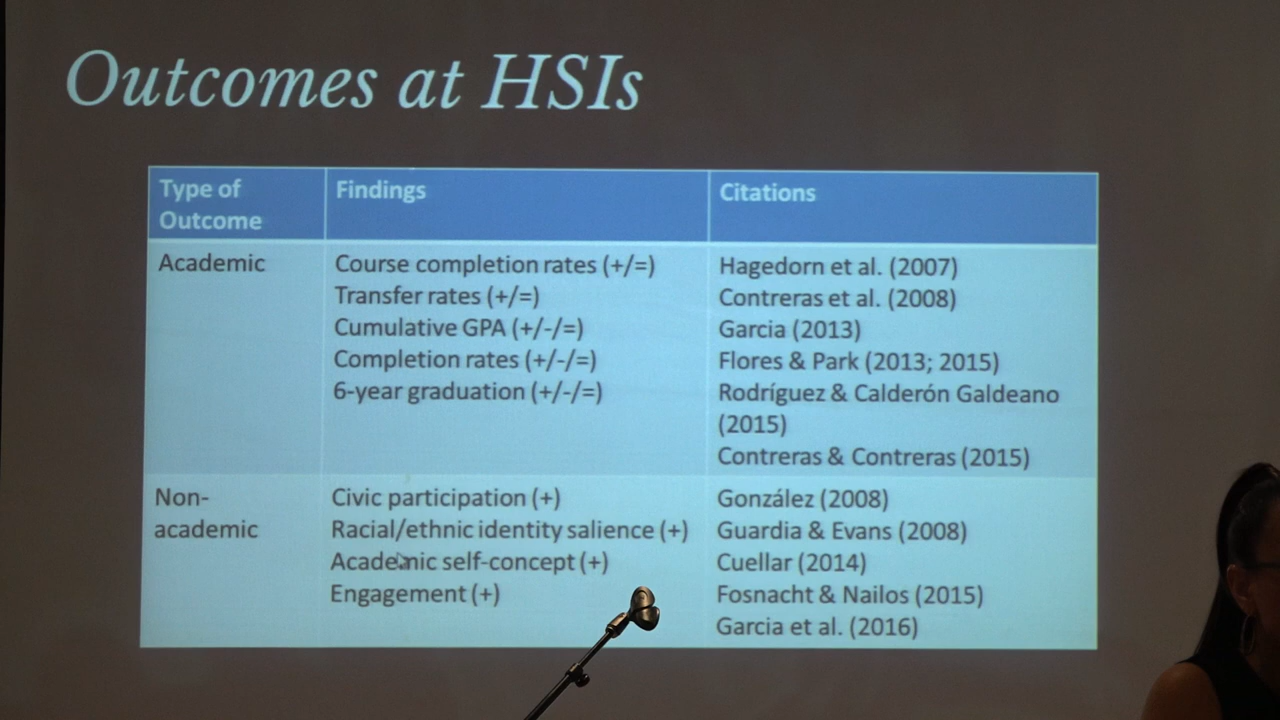 Outcomes at HSIs
Type of
Outcome
Findings
Citations
Academic
Course completion rates (+/=)
Transfer rates (+/=)
Cumulative GPA (+/-/=)
Completion rates (+/-/=)
6-year graduation (+/-/=)
Hagedorn et al. (2007)
Contreras et al. (2008)
Garcia (2013)
Flores & Park (2013; 2015)
Rodríguez & Calderón Galdeano
(2015)
Contreras & Contreras (2015)
Non-
academic
Civic participation (+)
Racial/ethnic identity salience (+)
Academic self-concept (+)
Engagement (+)
González (2008)
Guardia & Evans (2008)
Cuellar (2014)
Fosnacht & Nailos (2015)
Garcia et al. (2016)